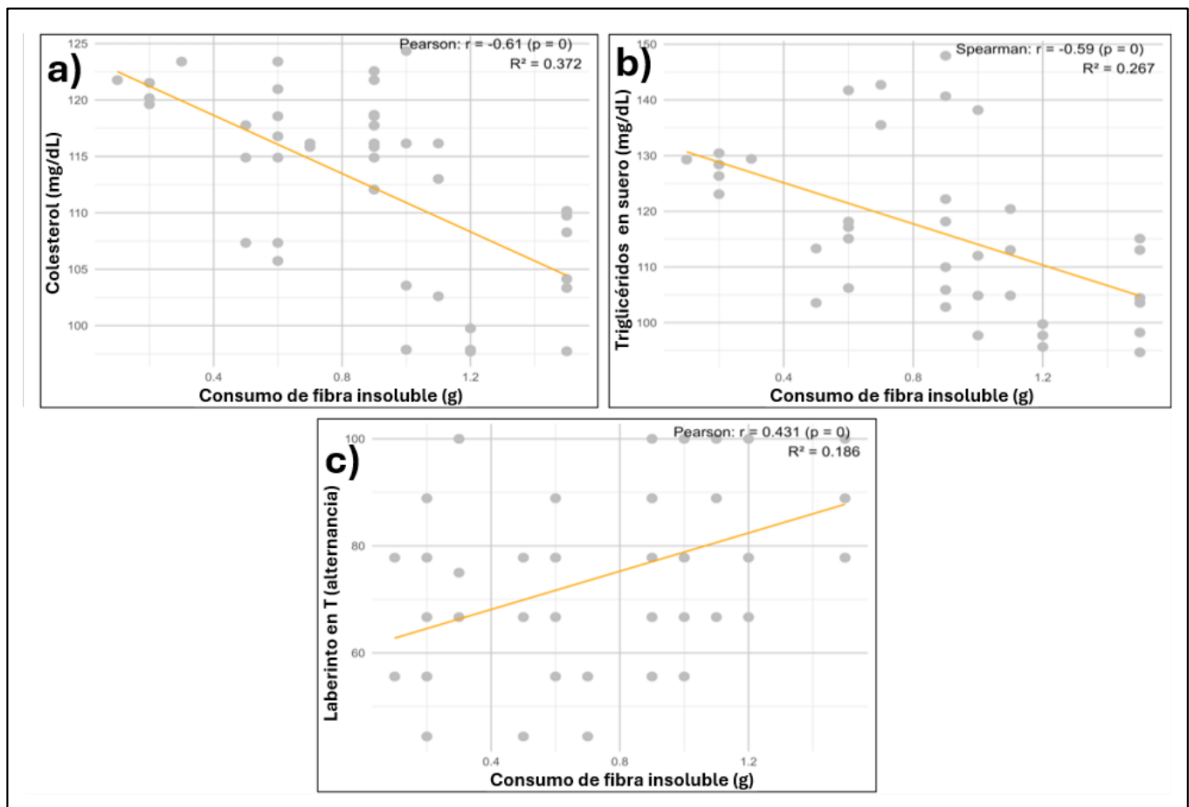 a)
Pearson: r = -0.61 (p = 0)
R² = 0.372
Colesterol (mg/dL)
125
120
115
110
105
100
0.4
0.8
1.2
Consumo de fibra insoluble (g)
b)
Spearman: r = -0.59 (p = 0)
R² = 0.267
Triglicéridos en suero (mg/dL)
150
140
130
120
110
100
0.4
0.8
1.2
Consumo de fibra insoluble (g)
c)
Pearson: r = 0.431 (p = 0)
R² = 0.186
Laberinto en T (alternancia)
100
80
60
0.4
0.8
1.2
Consumo de fibra insoluble (g)